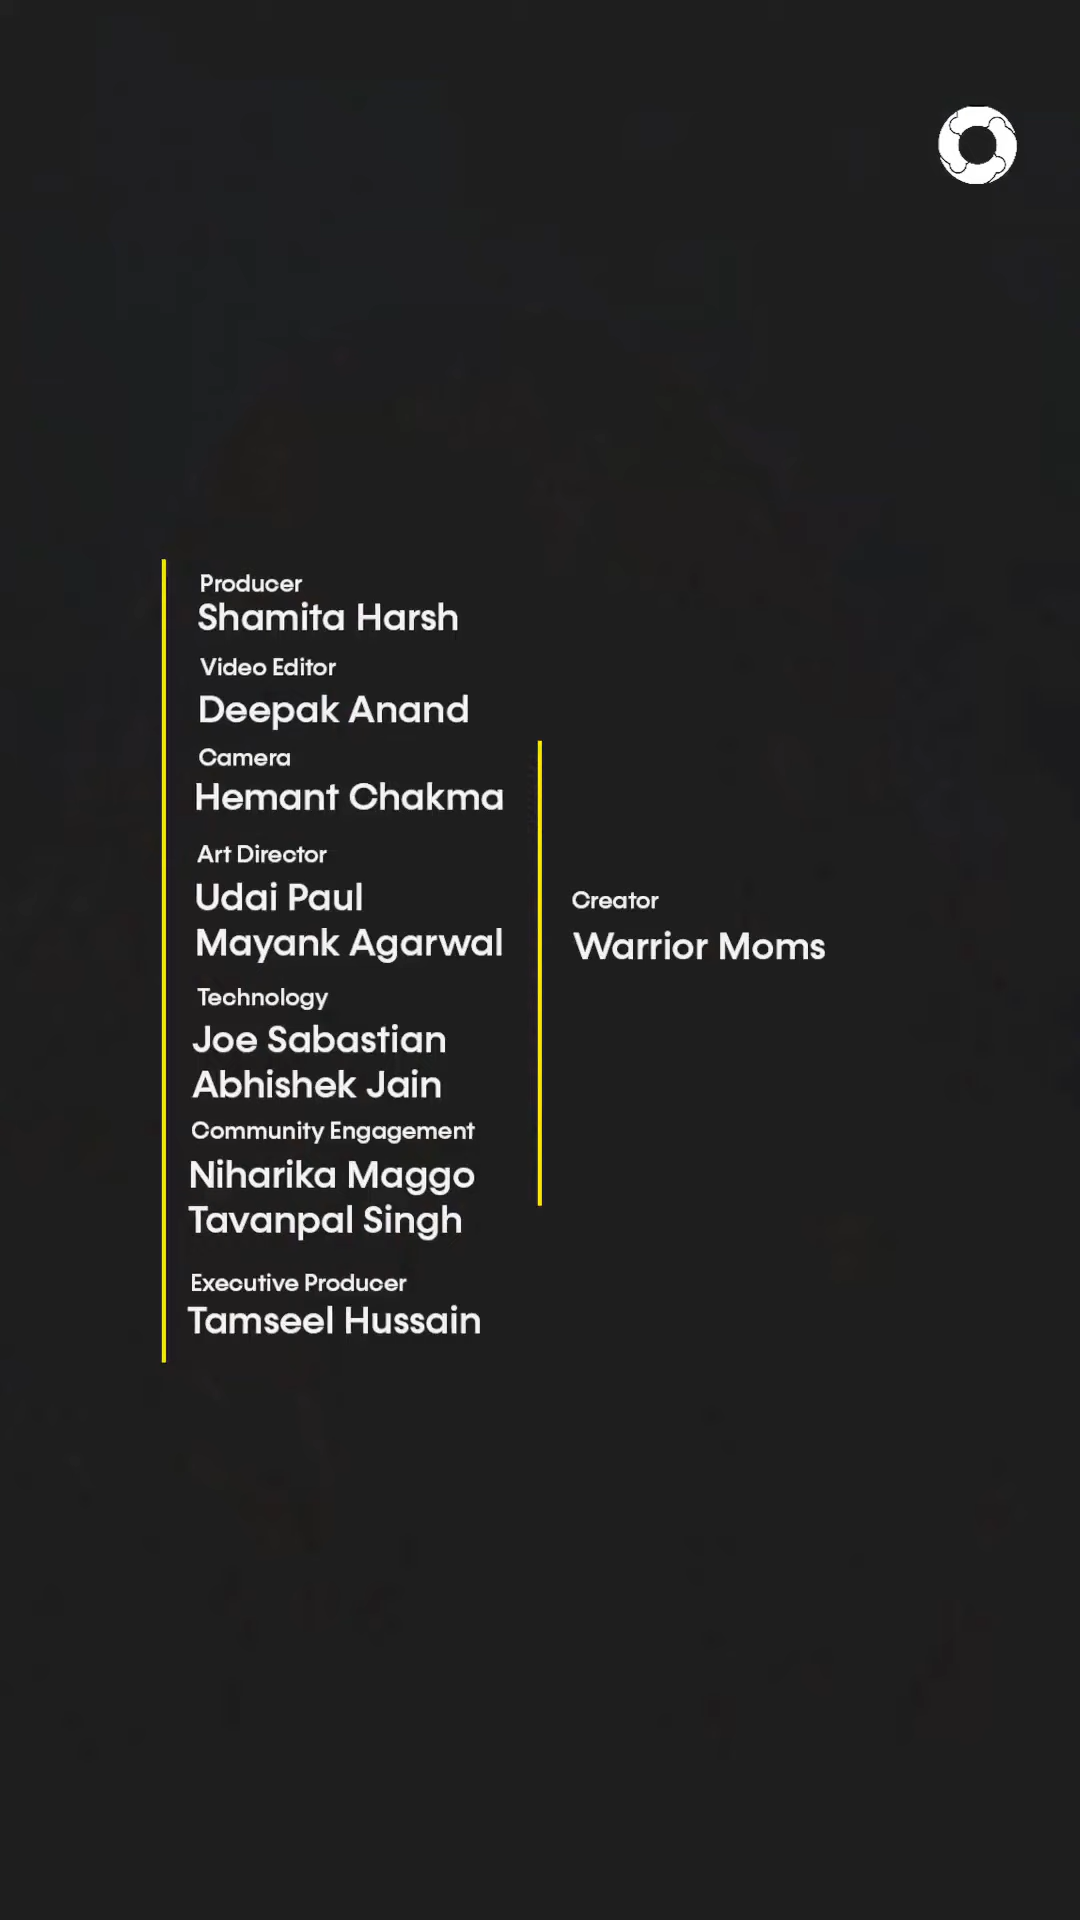 Producer
Shamita Harsh
Video Editor
Deepak Anand
Camera
Hemant Chakma
Art Director
Udai Paul
Mayank Agarwal
Technology
Joe Sabastian
Abhishek Jain
Community Engagement
Niharika Maggo
Tavanpal Singh
Executive Producer
Tamseel Hussain
Creator
Warrior Moms